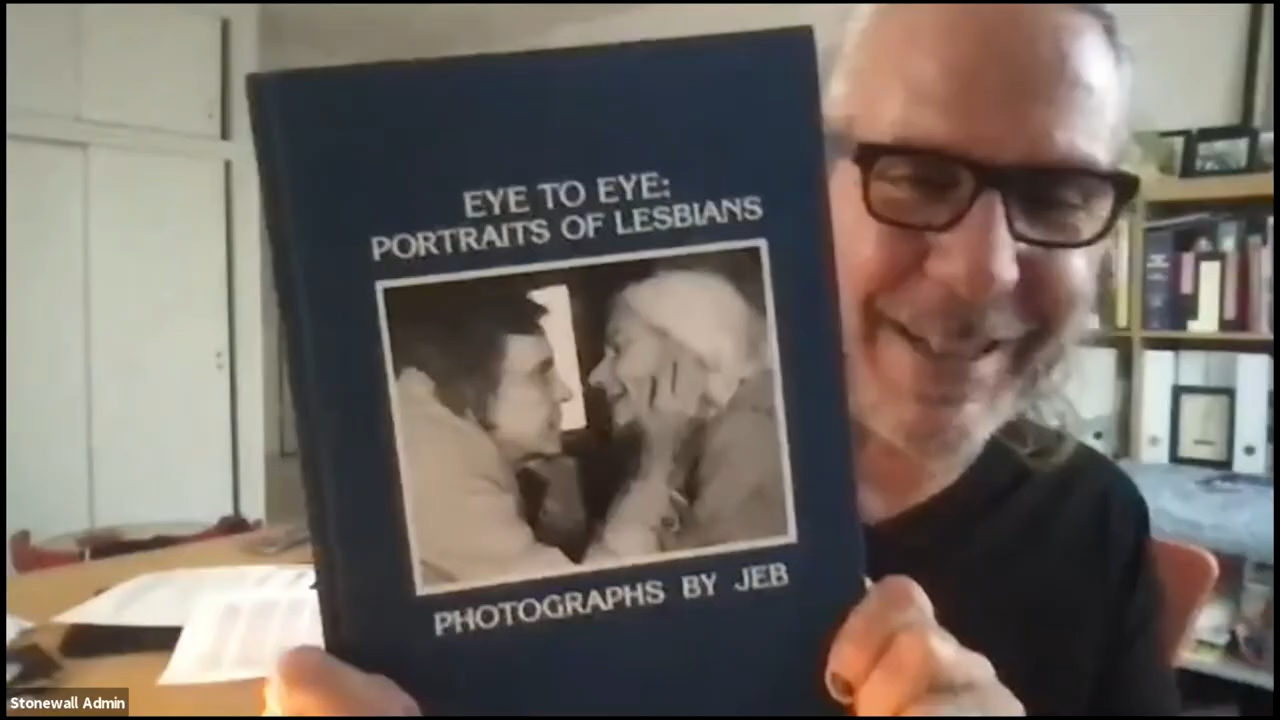 EYE TO EYE:
PORTRAITS OF LESBIANS
PHOTOGRAPHS BY JEB
Stonewall Admin